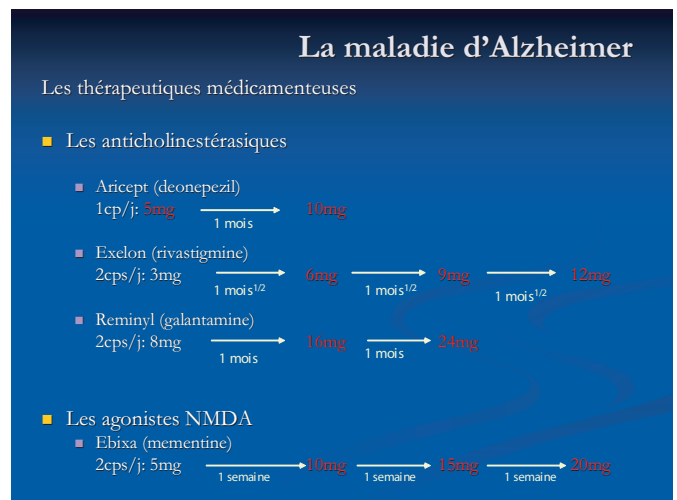 La maladie d'Alzheimer
Les thérapeutiques médicamenteuses
Les anticholinestérasiques
Aricept (deonepezil)
1cp/j: 5mg 10mg
1 mois
Exelon (rivastigmine)
2cps/j: 3mg 6mg 9mg 12mg
1 mois1/2 1 mois1/2 1 mois1/2
Reminyl (galantamine)
2cps/j: 8mg 16mg 24mg
1 mois 1 mois
Les agonistes NMDA
Ebixa (mementine)
2cps/j: 5mg 10mg 15mg 20mg
1 semaine 1 semaine 1 semaine